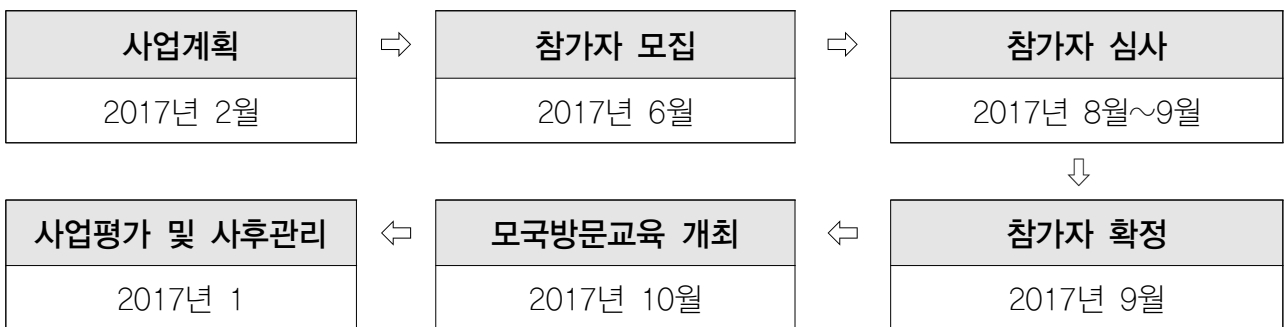 사업계획 ⇨ 참가자 모집 ⇨ 참가자 심사
2017년 2월 2017년 6월 2017년 8월~9월
⇩
사업평가 및 사후관리 ⇦ 모국방문교육 개최 ⇦ 참가자 확정
2017년 1 2017년 10월 2017년 9월